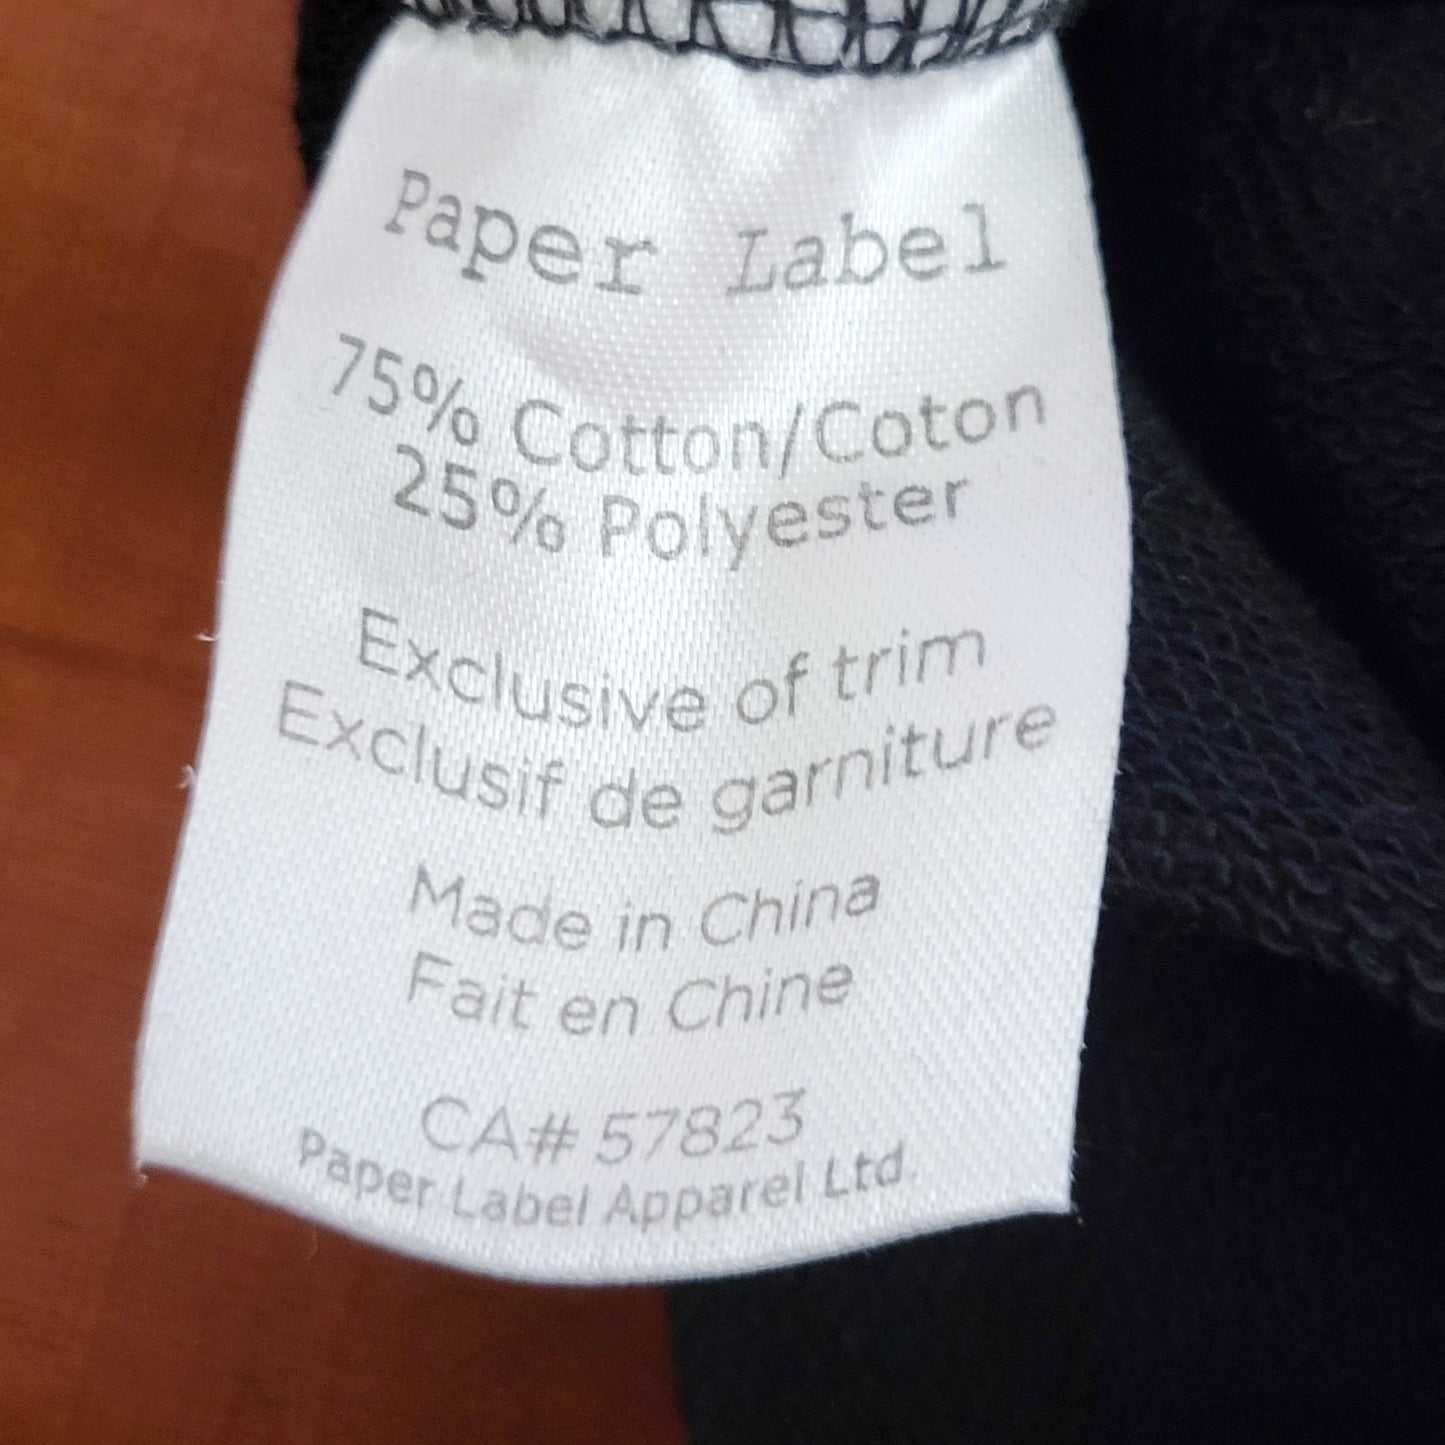 Paper Label
75% Cotton/Coton
25% Polyester
Exclusive of trim
Exclusif de garniture
Made in China
Fait en Chine
CA# 57823
Paper Label Apparel Ltd.